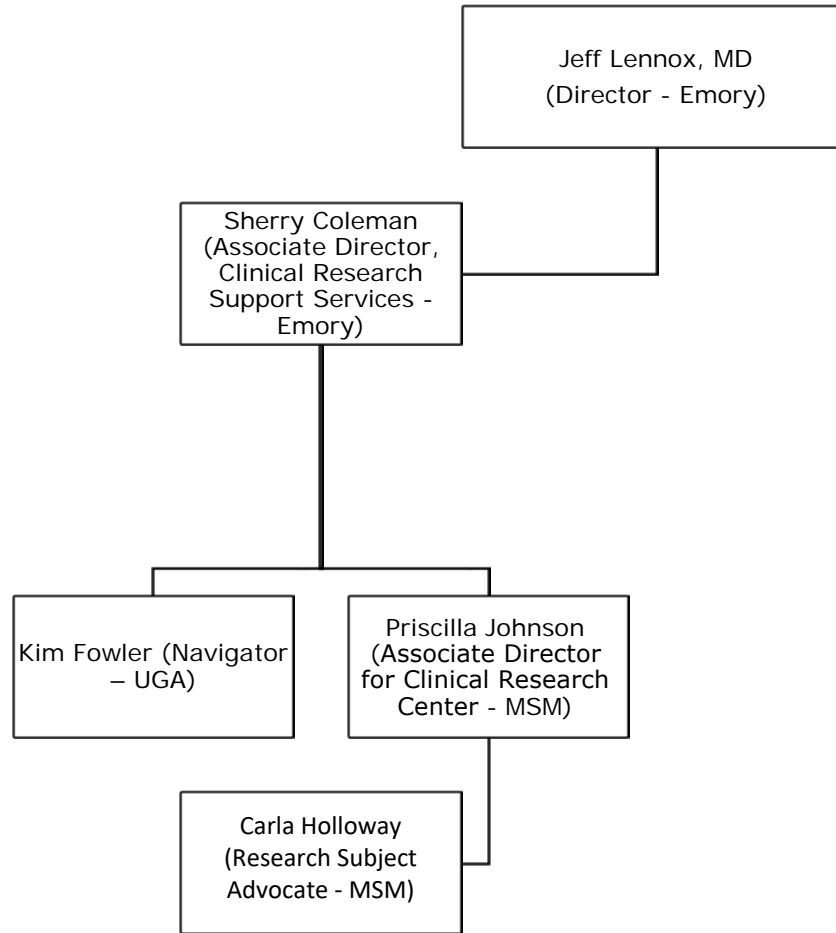 Jeff Lennox, MD
(Director - Emory)
Sherry Coleman
(Associate Director,
Clinical Research
Support Services -
Emory)
Kim Fowler (Navigator
– UGA)
Priscilla Johnson
(Associate Director
for Clinical Research
Center - MSM)
Carla Holloway
(Research Subject
Advocate - MSM)